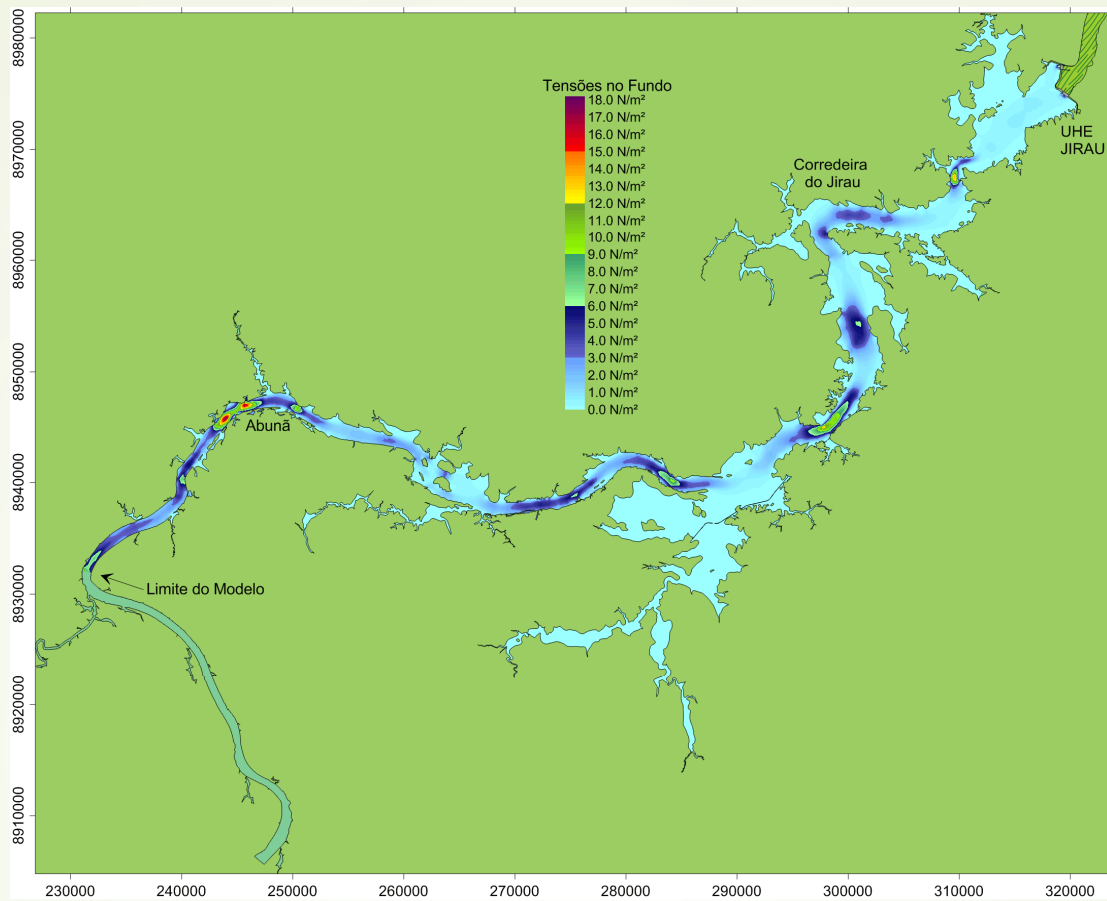 8980000
8970000
8960000
8950000
8940000
8930000
8920000
8910000
Tensões no Fundo
18.0 N/m²
17.0 N/m²
16.0 N/m²
15.0 N/m²
14.0 N/m²
13.0 N/m²
12.0 N/m²
11.0 N/m²
10.0 N/m²
9.0 N/m²
8.0 N/m²
7.0 N/m²
6.0 N/m²
5.0 N/m²
4.0 N/m²
3.0 N/m²
2.0 N/m²
1.0 N/m²
0.0 N/m²
UHE
JIRAU
Corredeira
do Jirau
Abunã
Limite do Modelo
230000
240000
250000
260000
270000
280000
290000
300000
310000
320000